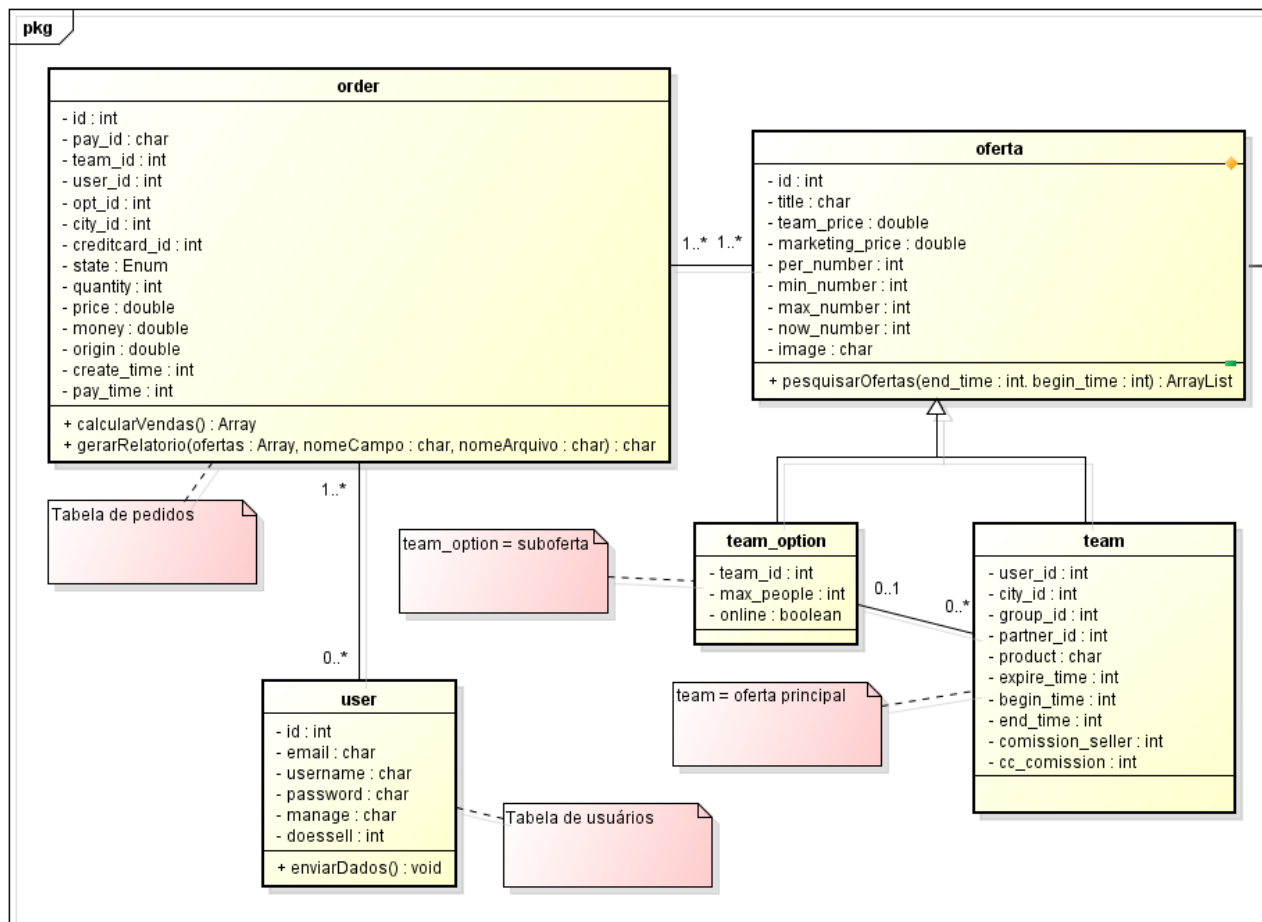 pkg
order
- id : int
- pay_id : char
- team_id : int
- user_id : int
- opt_id : int
- city_id : int
- creditcard_id : int
- state : Enum
- quantity : int
- price : double
- money : double
- origin : double
- create_time : int
- pay_time : int
+ calcularVendas() : Array
+ gerarRelatorio(ofertas : Array, nomeCampo : char, nomeArquivo : char) : char
1..* 1..*
oferta
- id : int
- title : char
- team_price : double
- marketing_price : double
- per_number : int
- min_number : int
- max_number : int
- now_number : int
- image : char
+ pesquisarOfertas(end_time : int. begin_time : int) : ArrayList
Tabela de pedidos
1..*
0..*
team_option = suboferta
team_option
- team_id : int
- max_people : int
- online : boolean
0..1
0..*
team
- user_id : int
- city_id : int
- group_id : int
- partner_id : int
- product : char
- expire_time : int
- begin_time : int
- end_time : int
- comission_seller : int
- cc_comission : int
team = oferta principal
user
- id : int
- email : char
- username : char
- password : char
- manage : char
- doessell : int
+ enviarDados() : void
Tabela de usuários